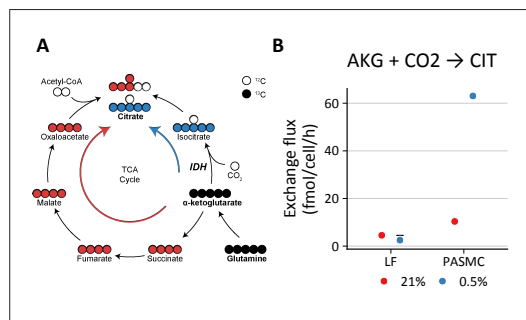 A
Acetyl-CoA
¹²C
¹³C
Citrate
Oxaloacetate
Isocitrate
TCA
Cycle
IDH
CO₂
Malate
α-ketoglutarate
Fumarate
Succinate
Glutamine
B
AKG + CO2 → CIT
Exchange flux
(fmol/cell/h)
60
40
20
0
LF
PASMC
21%
0.5%